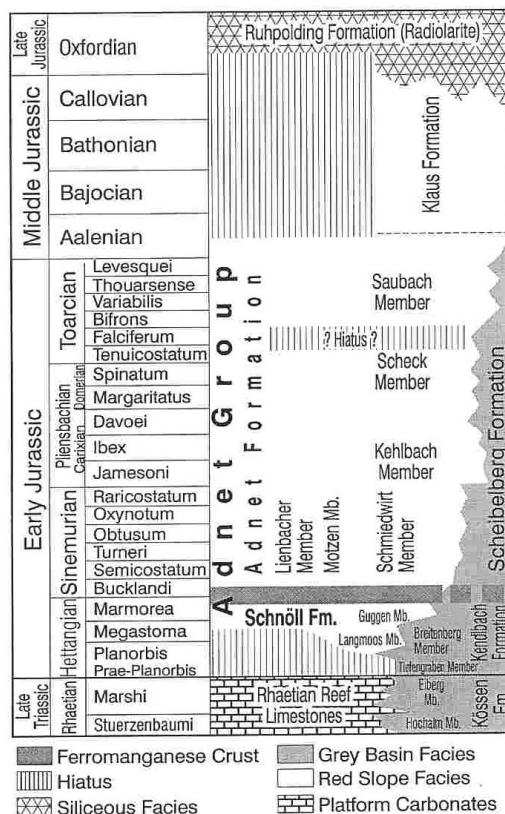 Late Jurassic
Oxfordian
Ruhpolding Formation (Radiolarite)
Middle Jurassic
Callovian
Bathonian
Bajocian
Aalenian
Klaus Formation
Early Jurassic
Toarcian
Levesquei
Thouarsense
Variabilis
Bifrons
Falciferum
Tenuicostatum
Pliensbachian
Carixian
Domerian
Spinatum
Margaritatus
Davoei
Ibex
Jamesoni
Sinemurian
Raricostatum
Oxynotum
Obtusum
Turneri
Semicostatum
Bucklandi
Hettangian
Marmorea
Megastoma
Planorbis
Prae-Planorbis
Late Triassic
Rhaetian
Marshi
Stuerzenbaumi
Adnet Group
Adnet Formation
Saubach
Member
? Hiatus ?
Scheck
Member
Kehlbach
Member
Lienbacher
Member
Motzen Mb.
Schmiedwirt
Member
Scheibelberg Formation
Schnöll Fm.
Guggen Mb.
Langmoos Mb.
Breitenberg
Member
Kendlbach
Formation
Tiefengraben Member
Rhaetian Reef
Limestones
Eiberg
Mb.
Hochalm Mb.
Kössen
Fm
Ferromanganese Crust
Hiatus
Siliceous Facies
Grey Basin Facies
Red Slope Facies
Platform Carbonates